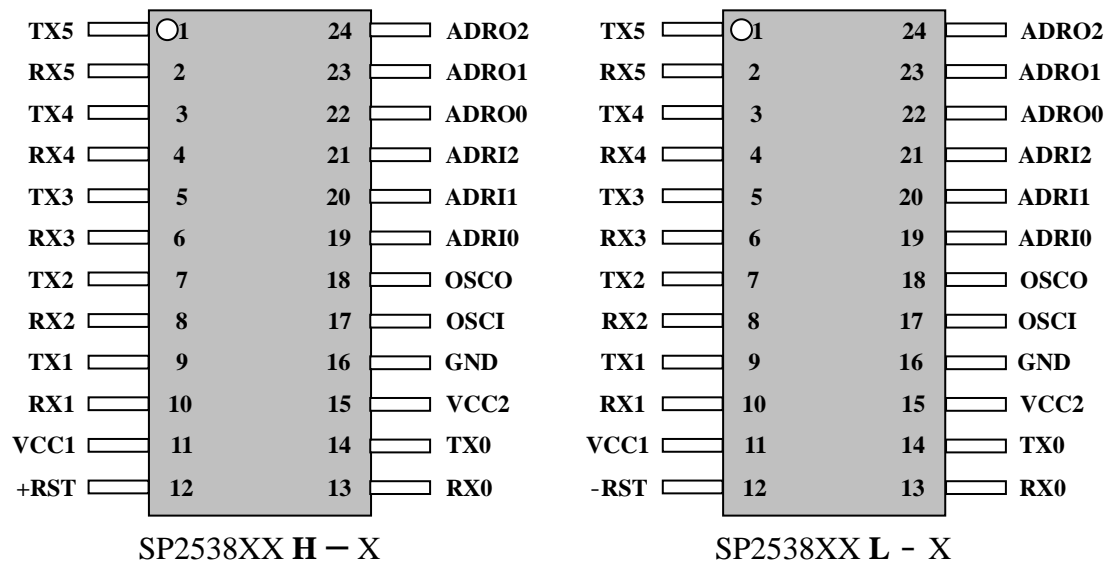 TX5 1 24 ADRO2 TX5 1 24 ADRO2
RX5 2 23 ADRO1 RX5 2 23 ADRO1
TX4 3 22 ADRO0 TX4 3 22 ADRO0
RX4 4 21 ADRI2 RX4 4 21 ADRI2
TX3 5 20 ADRI1 TX3 5 20 ADRI1
RX3 6 19 ADRI0 RX3 6 19 ADRI0
TX2 7 18 OSCO TX2 7 18 OSCO
RX2 8 17 OSCI RX2 8 17 OSCI
TX1 9 16 GND TX1 9 16 GND
RX1 10 15 VCC2 RX1 10 15 VCC2
VCC1 11 14 TX0 VCC1 11 14 TX0
+RST 12 13 RX0 -RST 12 13 RX0
SP2538XX H — X SP2538XX L - X